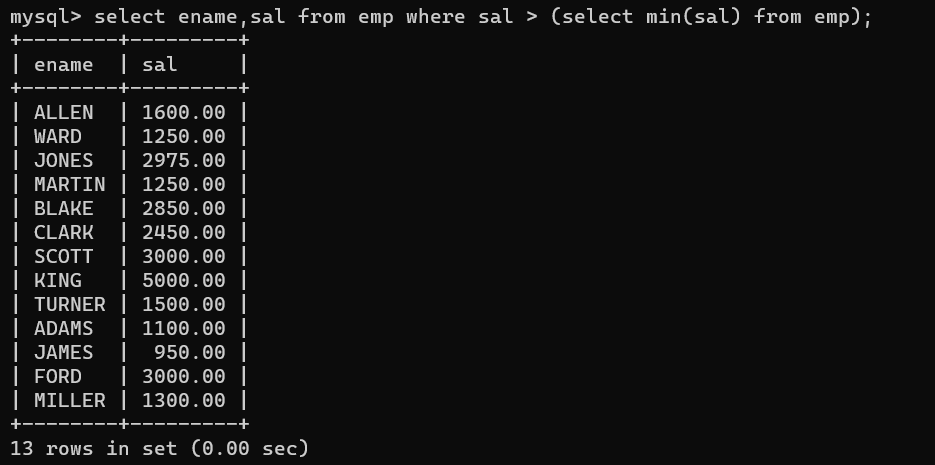 mysql> select ename,sal from emp where sal > (select min(sal) from emp);
+--------+---------+
| ename  | sal     |
+--------+---------+
| ALLEN  | 1600.00 |
| WARD   | 1250.00 |
| JONES  | 2975.00 |
| MARTIN | 1250.00 |
| BLAKE  | 2850.00 |
| CLARK  | 2450.00 |
| SCOTT  | 3000.00 |
| KING   | 5000.00 |
| TURNER | 1500.00 |
| ADAMS  | 1100.00 |
| JAMES  |  950.00 |
| FORD   | 3000.00 |
| MILLER | 1300.00 |
+--------+---------+
13 rows in set (0.00 sec)